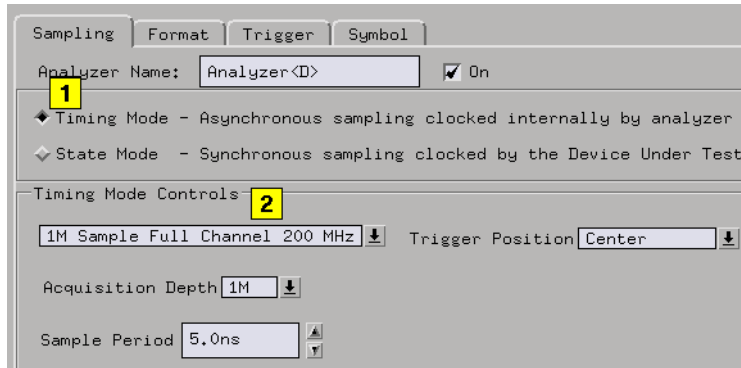 Sampling Format Trigger Symbol
Analyzer Name: Analyzer<D> On
1
Timing Mode - Asynchronous sampling clocked internally by analyzer
State Mode - Synchronous sampling clocked by the Device Under Test
Timing Mode Controls 2
1M Sample Full Channel 200 MHz Trigger Position Center
Acquisition Depth 1M
Sample Period 5.0ns